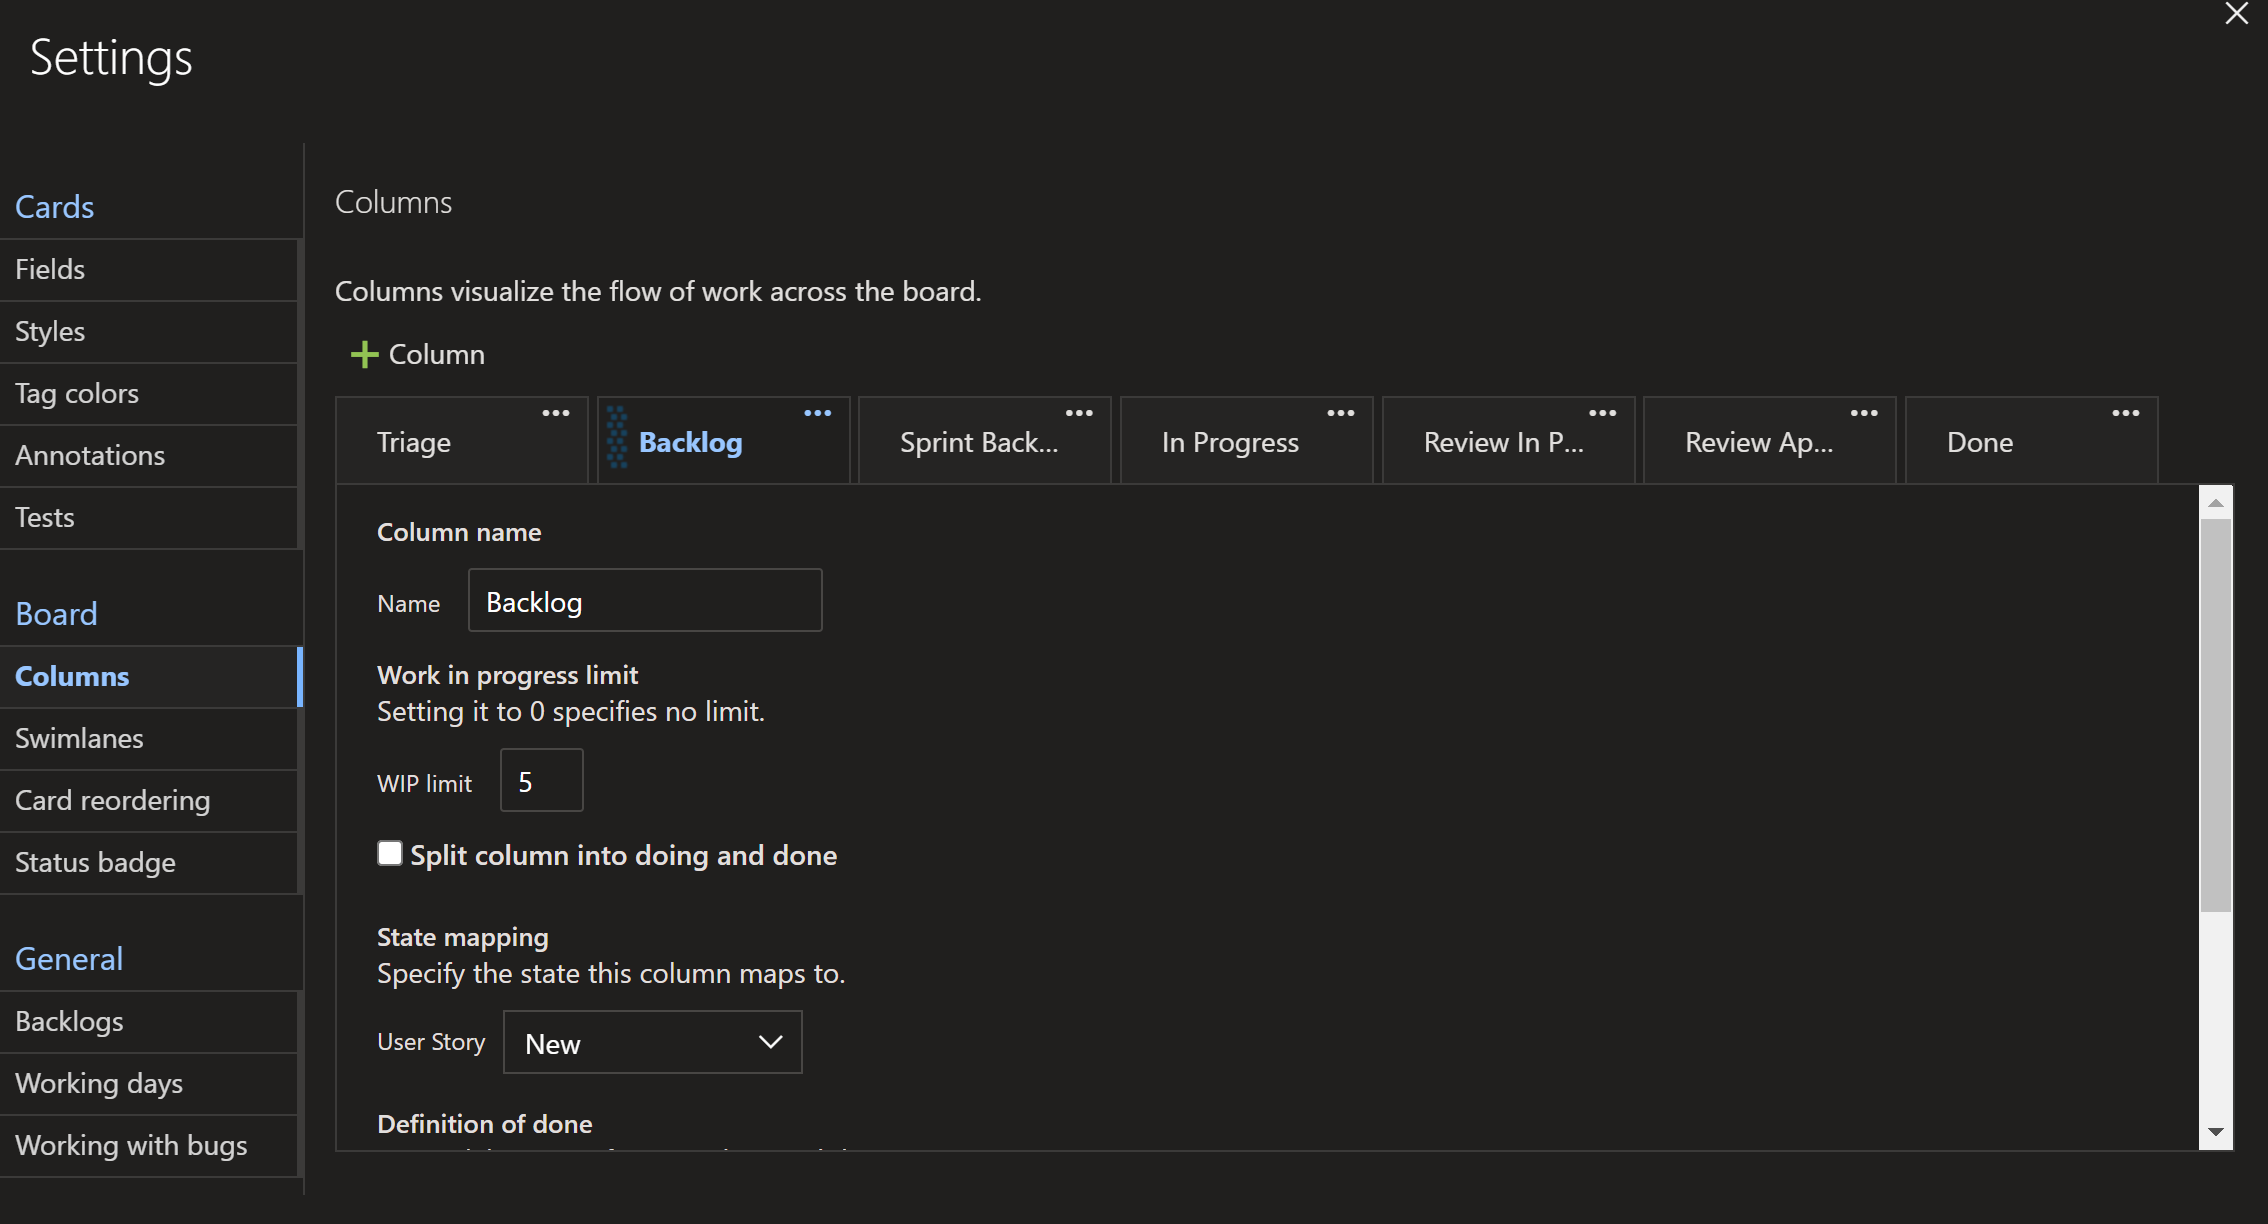 Settings
Cards
Fields
Styles
Tag colors
Annotations
Tests
Board
Columns
Swimlanes
Card reordering
Status badge
General
Backlogs
Working days
Working with bugs
Columns
Columns visualize the flow of work across the board.
Column
Triage
Backlog
Sprint Back...
In Progress
Review In P...
Review Ap...
Done
Column name
Name Backlog
Work in progress limit
Setting it to 0 specifies no limit.
WIP limit 5
Split column into doing and done
State mapping
Specify the state this column maps to.
User Story New
Definition of done